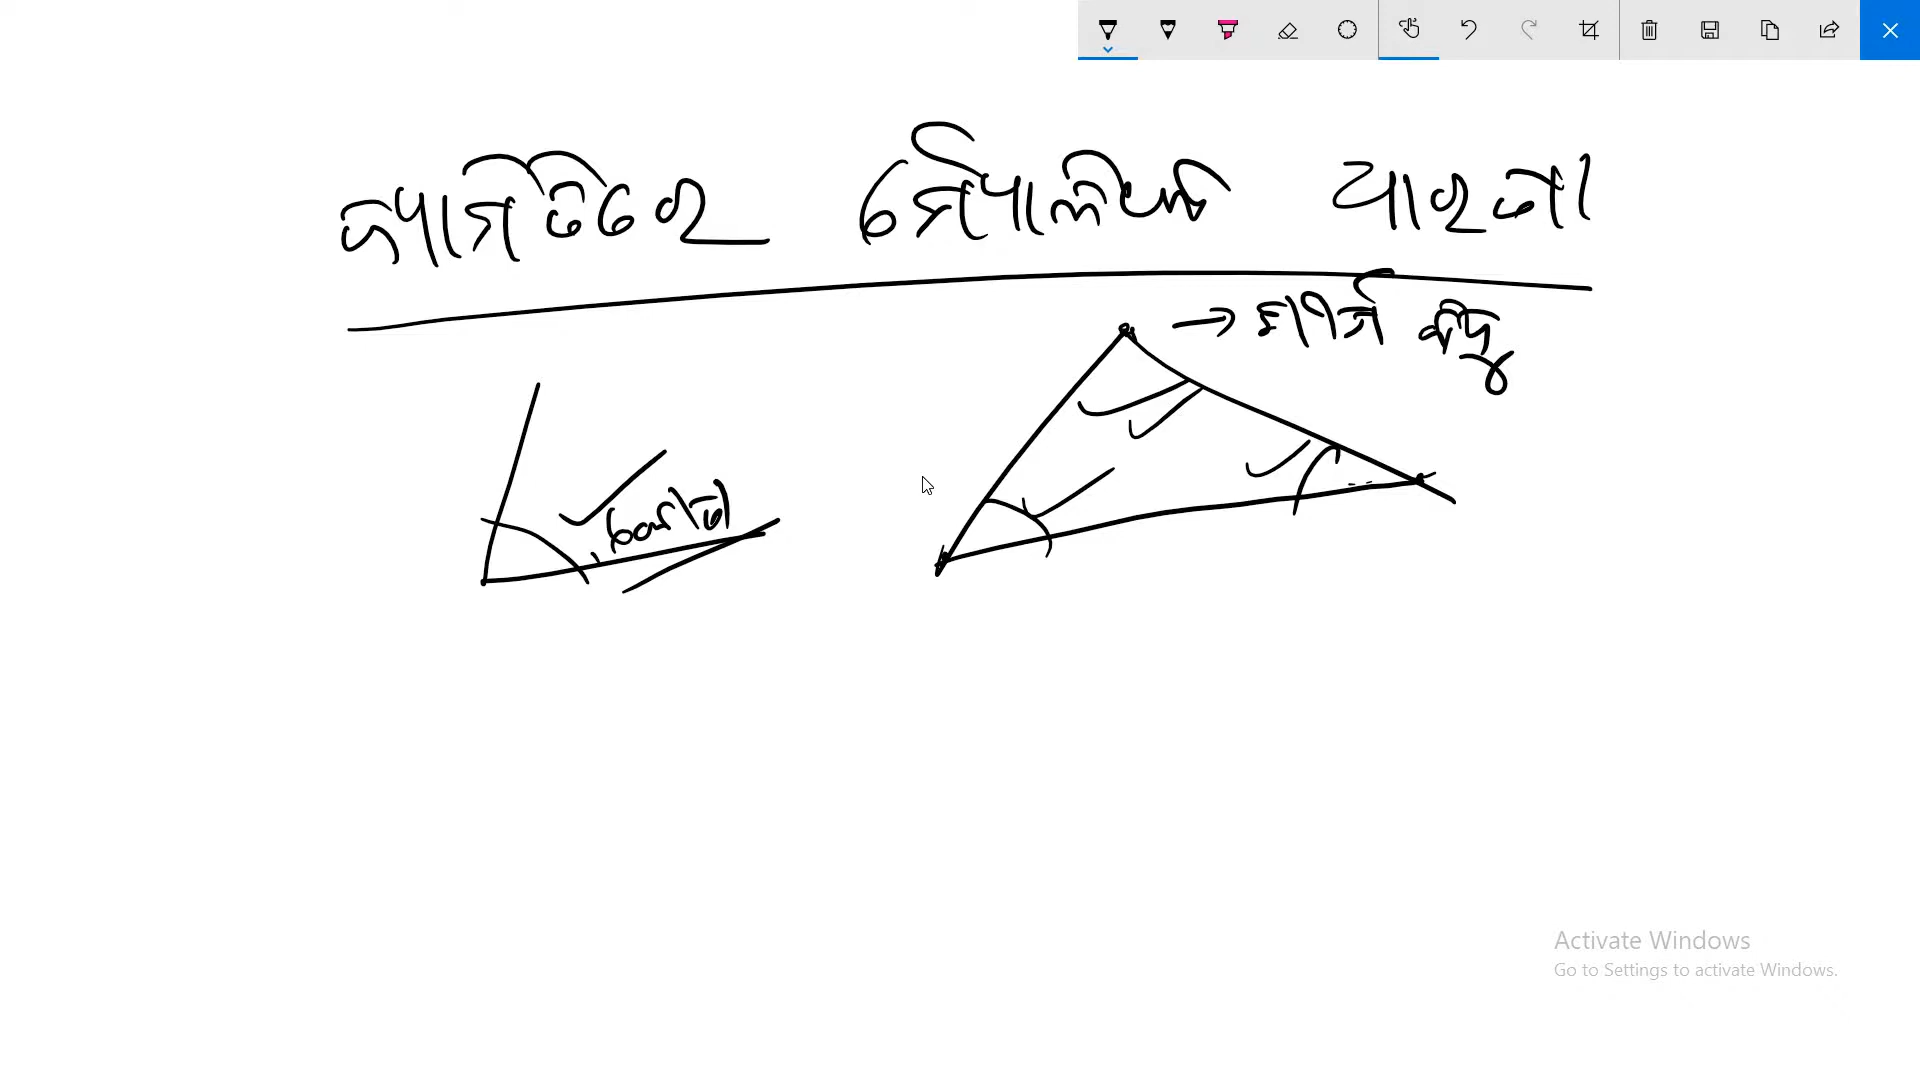 ଜ୍ୟାମିତିରେ ମୌଳିକ ଧାରଣା
→ ଶୀର୍ଷ ବିନ୍ଦୁ
କୋଣ
Activate Windows
Go to Settings to activate Windows.